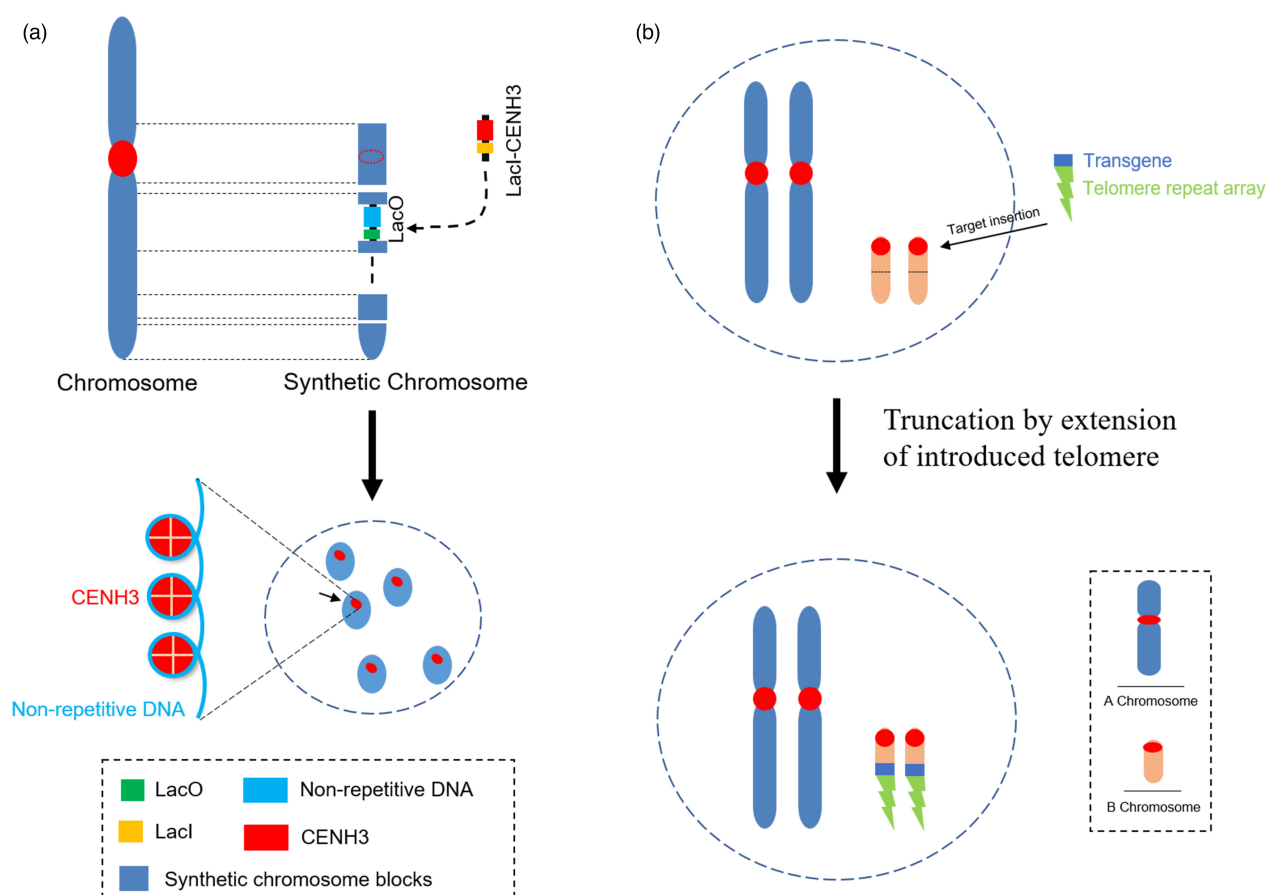 (a)
LacI-CENH3
LacO
Chromosome
Synthetic Chromosome
CENH3
Non-repetitive DNA
LacO
Non-repetitive DNA
LacI
CENH3
Synthetic chromosome blocks
(b)
Transgene
Telomere repeat array
Target insertion
Truncation by extension
of introduced telomere
A Chromosome
B Chromosome